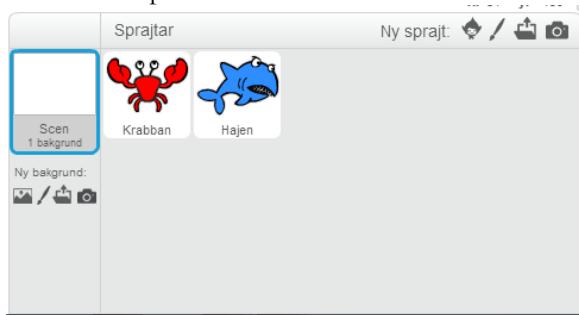 Sprajtar
Ny sprajt:
Scen
1 bakgrund
Krabban
Hajen
Ny bakgrund: